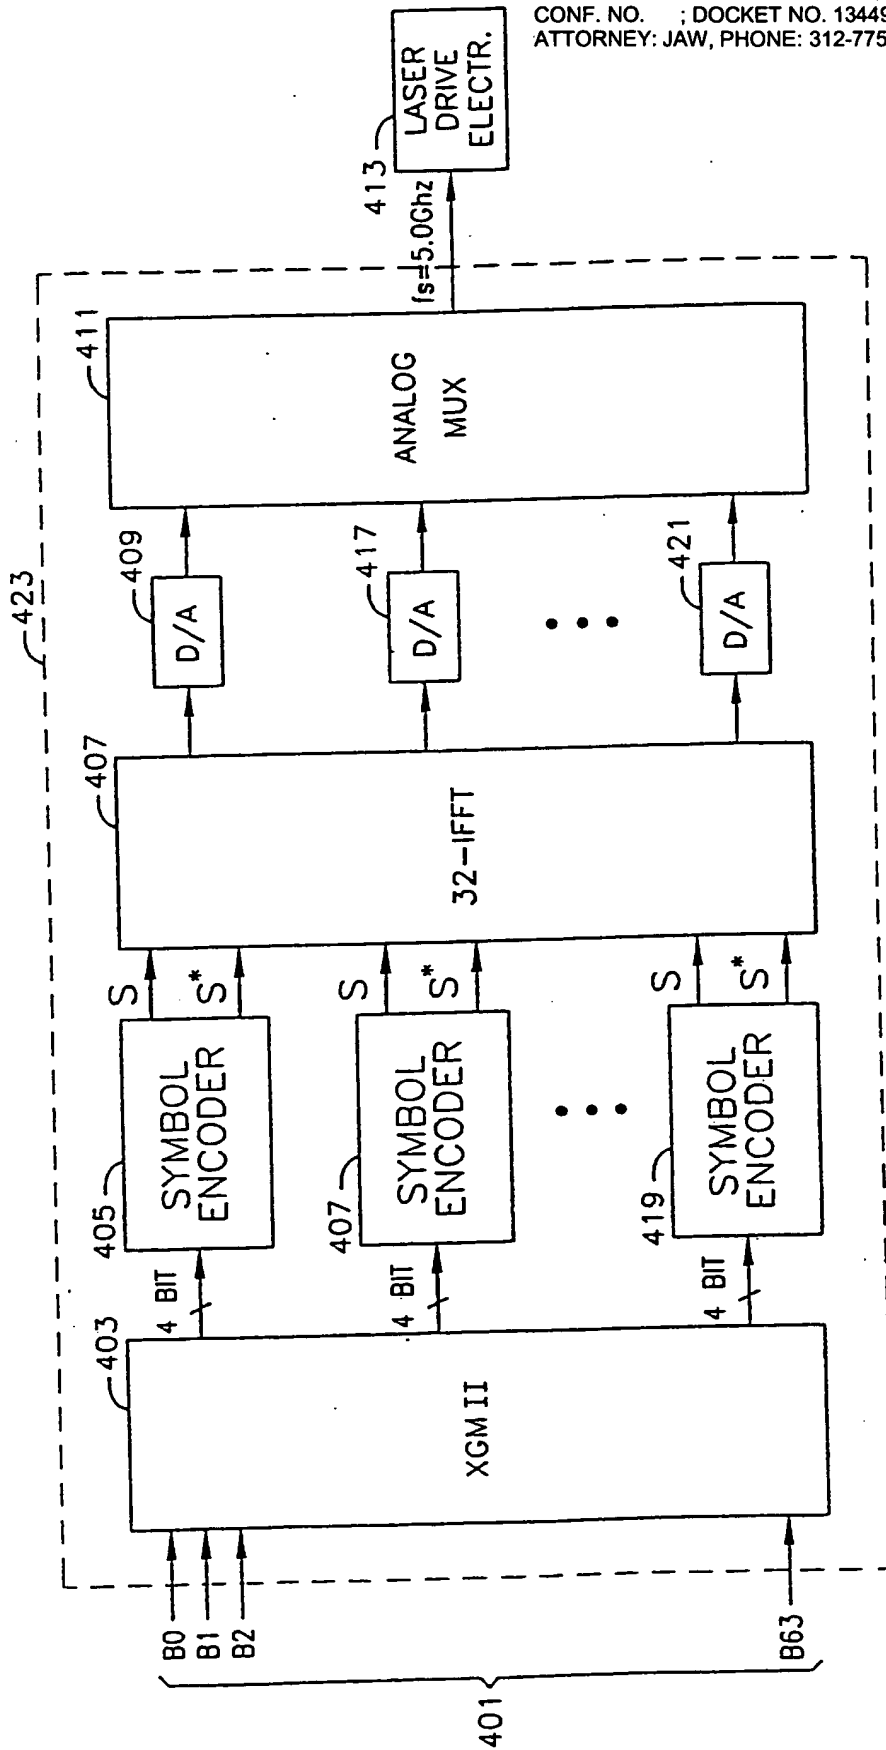 CONF. NO. ; DOCKET NO. 13449
ATTORNEY: JAW, PHONE: 312-775
401
B0
B1
B2
B63
423
403
XGM II
4 BIT
4 BIT
4 BIT
405
SYMBOL
ENCODER
407
SYMBOL
ENCODER
419
SYMBOL
ENCODER
S
S*
S
S*
S
S*
407
32-IFFT
409
D/A
417
D/A
421
D/A
411
ANALOG
MUX
fs=5.0Ghz
413
LASER
DRIVE
ELECTR.